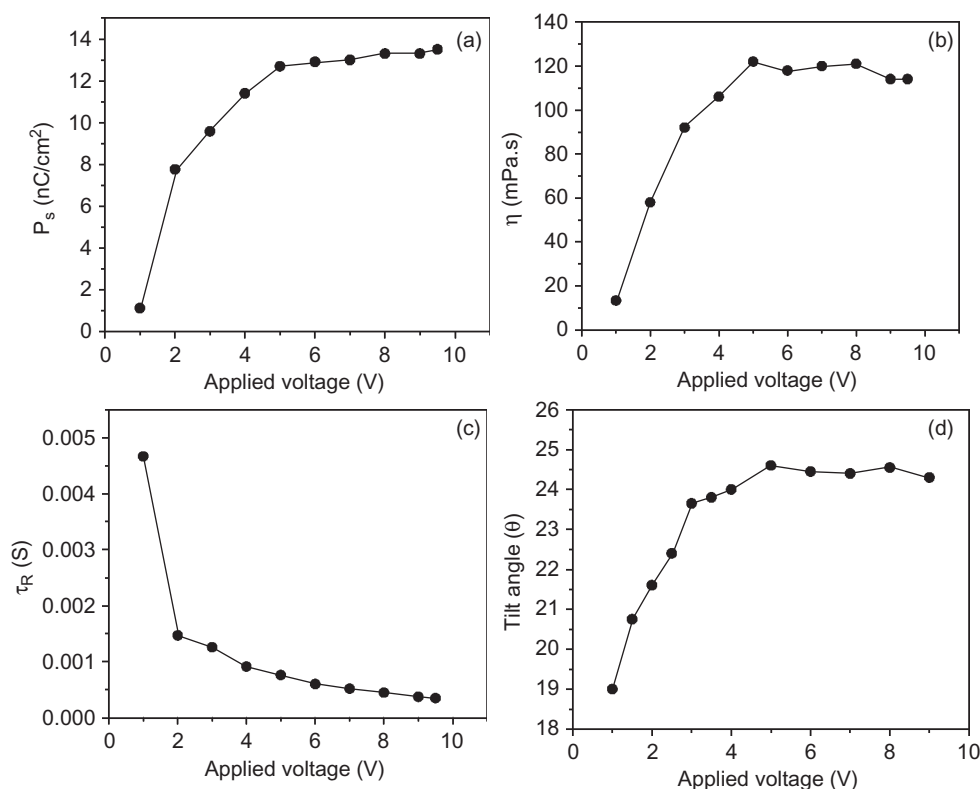 (a)
14
12
10
8
6
4
2
0
P_s (nC/cm²)
0 2 4 6 8 10
Applied voltage (V)
(b)
140
120
100
80
60
40
20
0
η (mPa.s)
0 2 4 6 8 10
Applied voltage (V)
(c)
0.005
0.004
0.003
0.002
0.001
0.000
τ_R (S)
0 2 4 6 8 10
Applied voltage (V)
(d)
26
25
24
23
22
21
20
19
18
Tilt angle (θ)
0 2 4 6 8 10
Applied voltage (V)